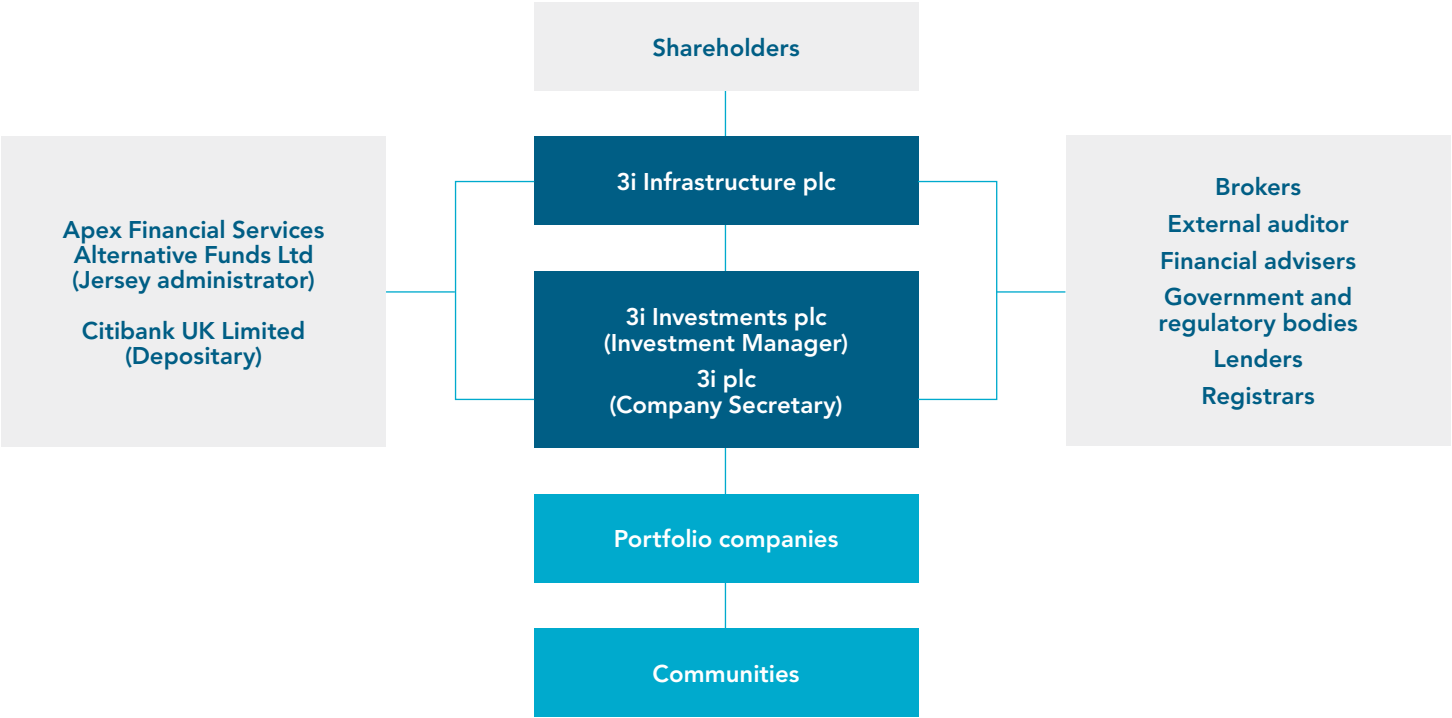 Shareholders
3i Infrastructure plc
Apex Financial Services
Alternative Funds Ltd
(Jersey administrator)
Citibank UK Limited
(Depositary)
3i Investments plc
(Investment Manager)
3i plc
(Company Secretary)
Brokers
External auditor
Financial advisers
Government and
regulatory bodies
Lenders
Registrars
Portfolio companies
Communities